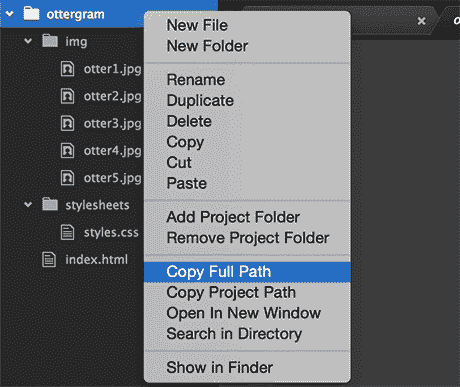 ottergram
img
otter1.jpg
otter2.jpg
otter3.jpg
otter4.jpg
otter5.jpg
stylesheets
styles.css
index.html
New File
New Folder
Rename
Duplicate
Delete
Copy
Cut
Paste
Add Project Folder
Remove Project Folder
Copy Full Path
Copy Project Path
Open In New Window
Search in Directory
Show in Finder